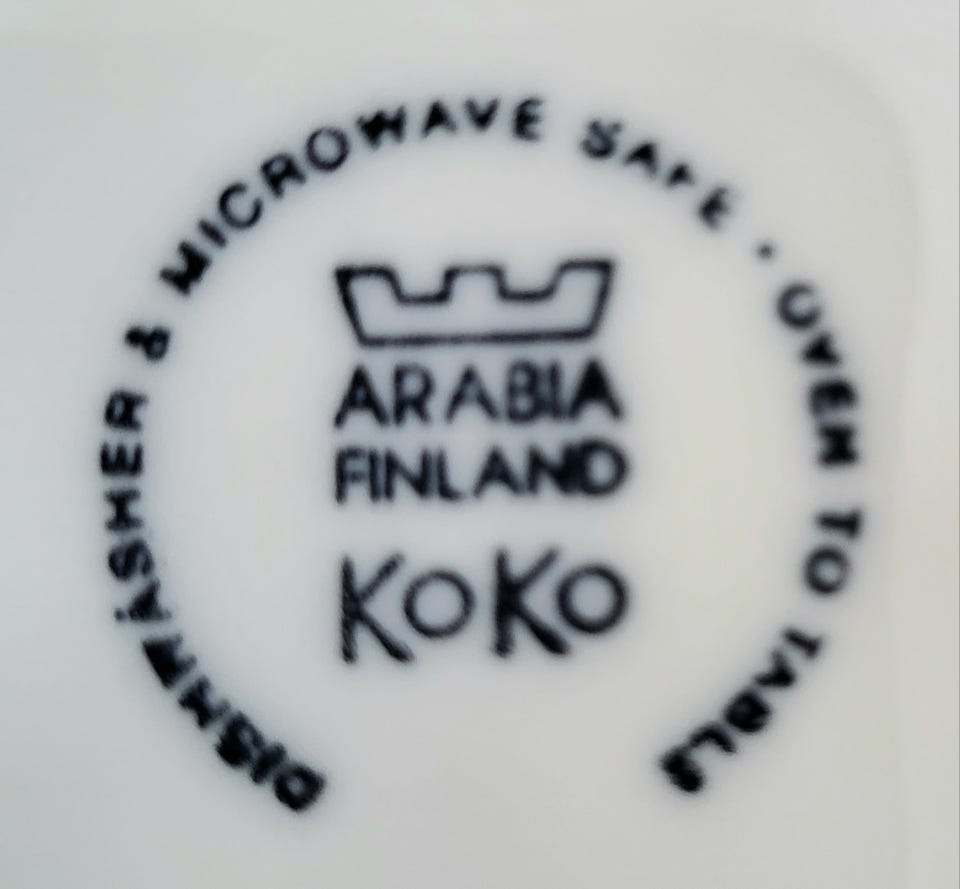 DISHWASHER & MICROWAVE SAFE · OVEN TO TABLE
ARABIA
FINLAND
KOKO